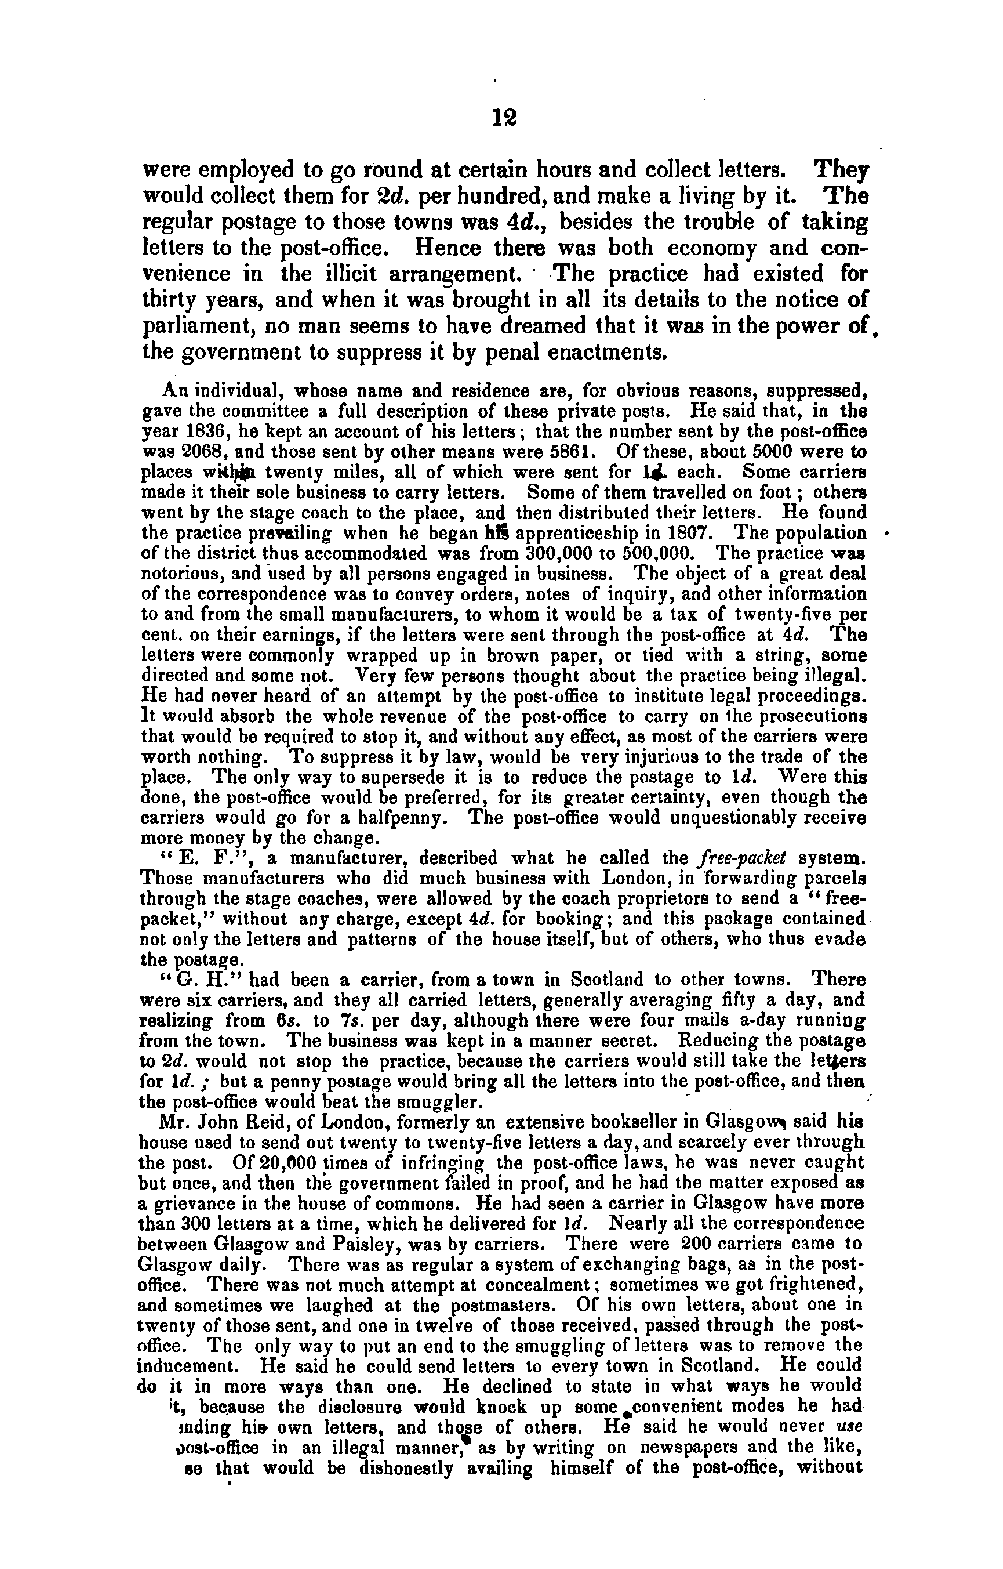 12
were employed to go round at certain hours and collect letters. They
would collect them for 2d. per hundred, and make a living by it. The
regular postage to those towns was 4d., besides the trouble of taking
letters to the post-office. Hence there was both economy and con-
venience in the illicit arrangement. The practice had existed for
thirty years, and when it was brought in all its details to the notice of
parliament, no man seems to have dreamed that it was in the power of
the government to suppress it by penal enactments.
An individual, whose name and residence are, for obvious reasons, suppressed,
gave the committee a full description of these private posts. He said that, in the
year 1836, he kept an account of his letters; that the number sent by the post-office
was 2068, and those sent by other means were 5861. Of these, about 5000 were to
places within twenty miles, all of which were sent for 1d. each. Some carriers
made it their sole business to carry letters. Some of them travelled on foot; others
went by the stage coach to the place, and then distributed their letters. He found
the practice prevailing when he began his apprenticeship in 1807. The population
of the district thus accommodated was from 300,000 to 500,000. The practice was
notorious, and used by all persons engaged in business. The object of a great deal
of the correspondence was to convey orders, notes of inquiry, and other information
to and from the small manufacturers, to whom it would be a tax of twenty-five per
cent. on their earnings, if the letters were sent through the post-office at 4d. The
letters were commonly wrapped up in brown paper, or tied with a string, some
directed and some not. Very few persons thought about the practice being illegal.
He had never heard of an attempt by the post-office to institute legal proceedings.
It would absorb the whole revenue of the post-office to carry on the prosecutions
that would be required to stop it, and without any effect, as most of the carriers were
worth nothing. To suppress it by law, would be very injurious to the trade of the
place. The only way to supersede it is to reduce the postage to 1d. Were this
done, the post-office would be preferred, for its greater certainty, even though the
carriers would go for a halfpenny. The post-office would unquestionably receive
more money by the change.
"E. F.", a manufacturer, described what he called the free-packet system.
Those manufacturers who did much business with London, in forwarding parcels
through the stage coaches, were allowed by the coach proprietors to send a "free-
packet," without any charge, except 4d. for booking; and this package contained
not only the letters and patterns of the house itself, but of others, who thus evade
the postage.
"G. H." had been a carrier, from a town in Scotland to other towns. There
were six carriers, and they all carried letters, generally averaging fifty a day, and
realizing from 6s. to 7s. per day, although there were four mails a-day running
from the town. The business was kept in a manner secret. Reducing the postage
to 2d. would not stop the practice, because the carriers would still take the letters
for 1d.; but a penny postage would bring all the letters into the post-office, and then
the post-office would beat the smuggler.
Mr. John Reid, of London, formerly an extensive bookseller in Glasgow, said his
house used to send out twenty to twenty-five letters a day, and scarcely ever through
the post. Of 20,000 times of infringing the post-office laws, he was never caught
but once, and then the government failed in proof, and he had the matter exposed as
a grievance in the house of commons. He had seen a carrier in Glasgow have more
than 300 letters at a time, which he delivered for 1d. Nearly all the correspondence
between Glasgow and Paisley, was by carriers. There were 200 carriers came to
Glasgow daily. There was as regular a system of exchanging bags, as in the post-
office. There was not much attempt at concealment; sometimes we got frightened,
and sometimes we laughed at the postmasters. Of his own letters, about one in
twenty of those sent, and one in twelve of those received, passed through the post-
office. The only way to put an end to the smuggling of letters was to remove the
inducement. He said he could send letters to every town in Scotland. He could
do it in more ways than one. He declined to state in what ways he would
it, because the disclosure would knock up some convenient modes he had
nding his own letters, and those of others. He said he would never use
post-office in an illegal manner, as by writing on newspapers and the like,
se that would be dishonestly availing himself of the post-office, without